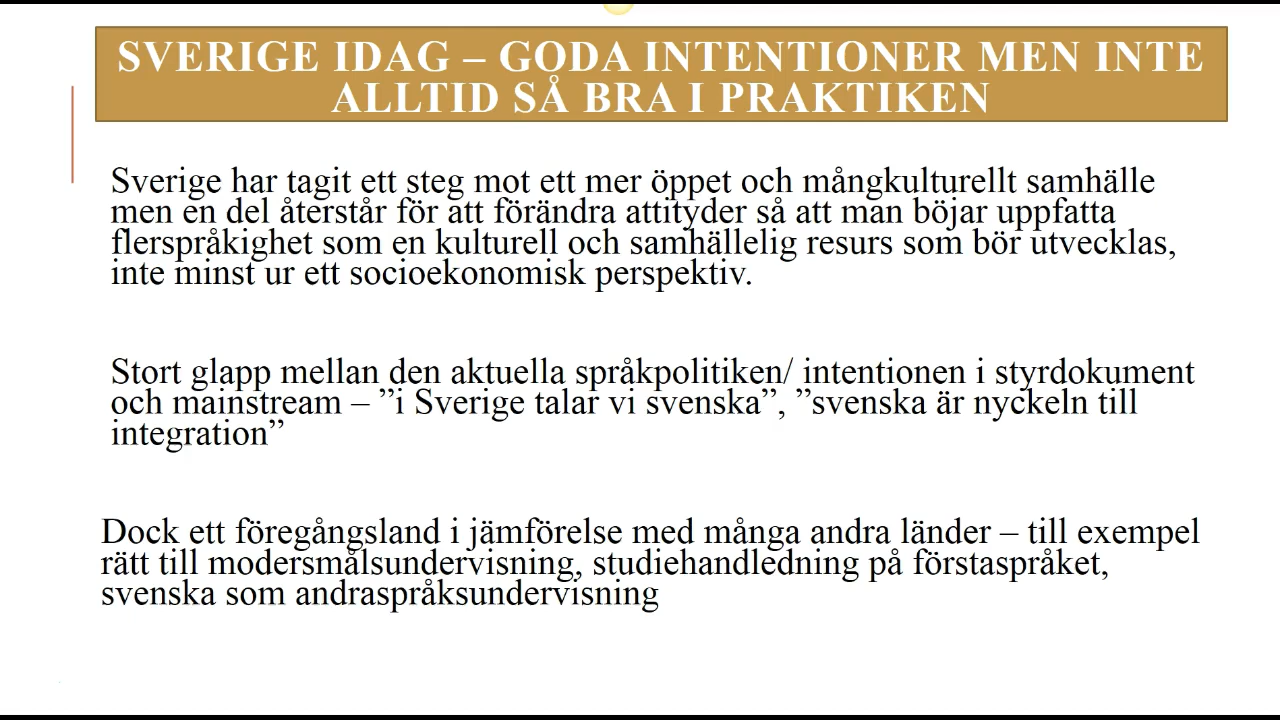 SVERIGE IDAG – GODA INTENTIONER MEN INTE
ALLTID SÅ BRA I PRAKTIKEN
Sverige har tagit ett steg mot ett mer öppet och mångkulturellt samhälle
men en del återstår för att förändra attityder så att man böjar uppfatta
flerspråkighet som en kulturell och samhällelig resurs som bör utvecklas,
inte minst ur ett socioekonomisk perspektiv.
Stort glapp mellan den aktuella språkpolitiken/ intentionen i styrdokument
och mainstream – ”i Sverige talar vi svenska”, ”svenska är nyckeln till
integration”
Dock ett föregångsland i jämförelse med många andra länder – till exempel
rätt till modersmålsundervisning, studiehandledning på förstaspråket,
svenska som andraspråksundervisning